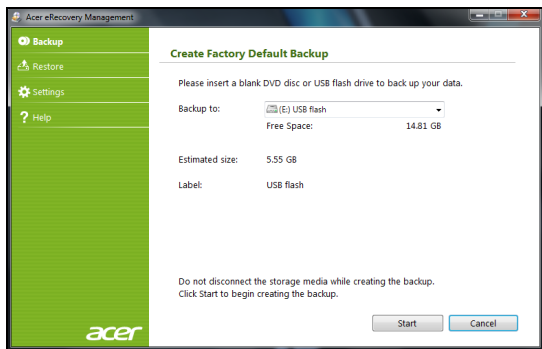 Acer eRecovery Management
Backup
Restore
Settings
Help
Create Factory Default Backup
Please insert a blank DVD disc or USB flash drive to back up your data.
Backup to: (E:) USB flash
Free Space: 14.81 GB
Estimated size: 5.55 GB
Label: USB flash
Do not disconnect the storage media while creating the backup.
Click Start to begin creating the backup.
Start Cancel
acer